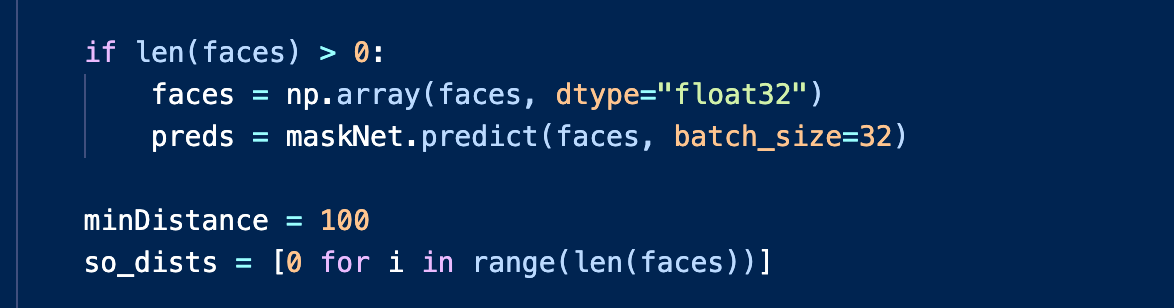 if len(faces) > 0:
    faces = np.array(faces, dtype="float32")
    preds = maskNet.predict(faces, batch_size=32)
minDistance = 100
so_dists = [0 for i in range(len(faces))]